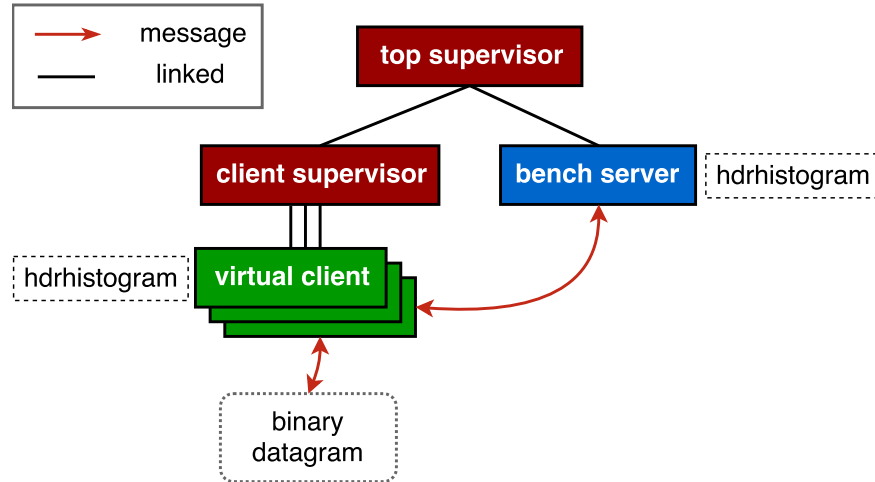 message
linked
top supervisor
client supervisor
bench server
hdrhistogram
hdrhistogram
virtual client
binary
datagram